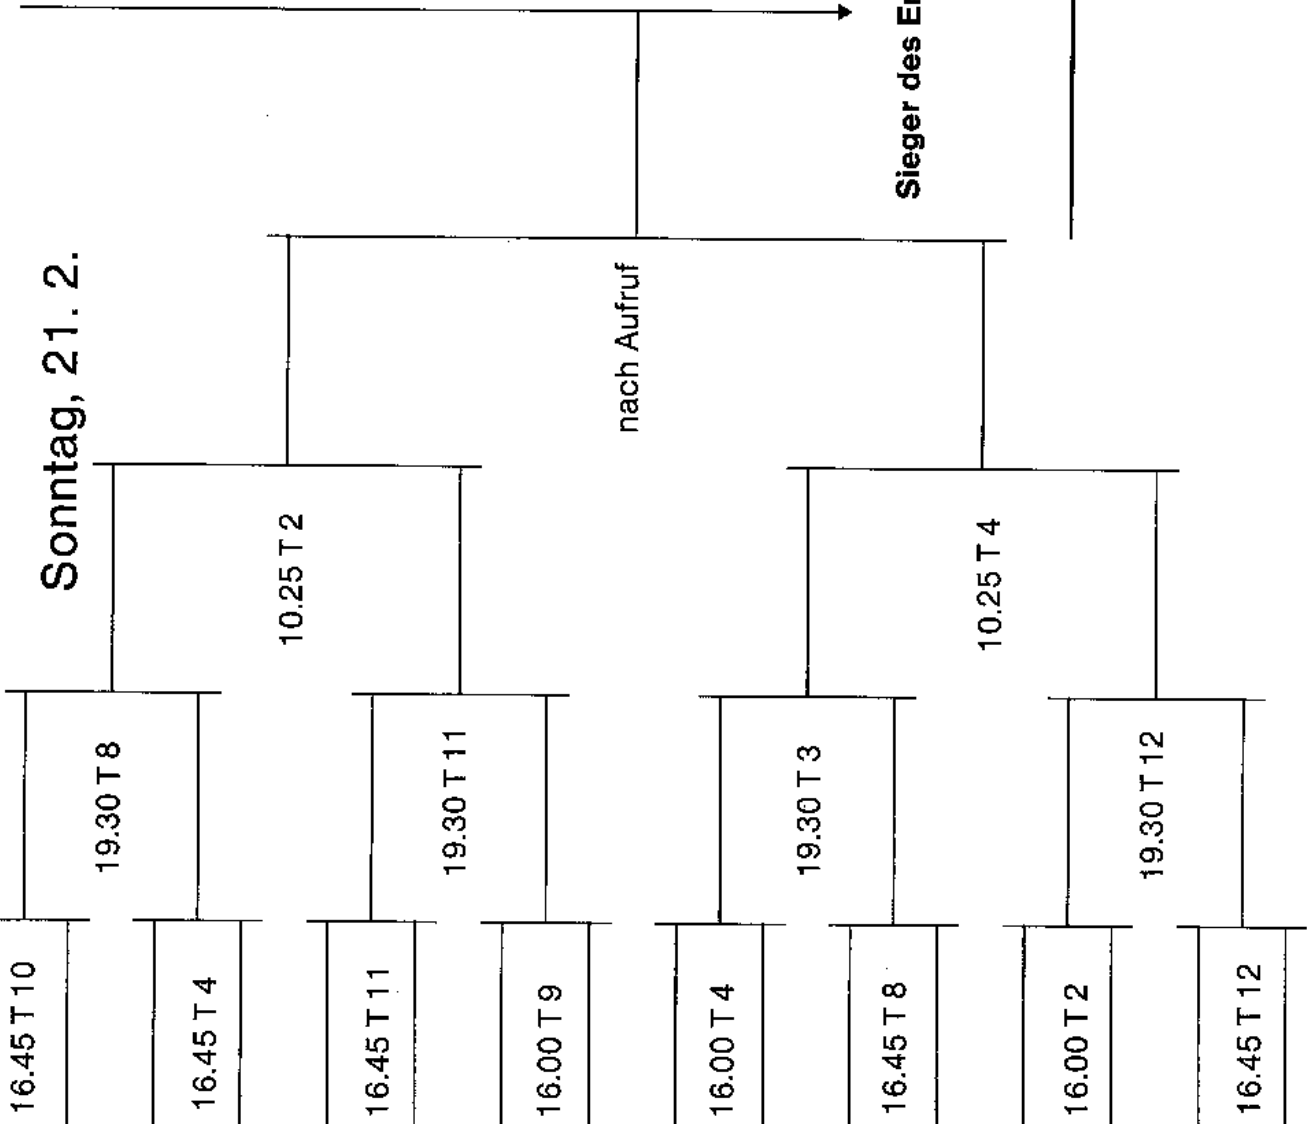 Sonntag, 21. 2.
16.45 T 10
16.45 T 4
16.45 T 11
16.00 T 9
16.00 T 4
16.45 T 8
16.00 T 2
16.45 T 12
19.30 T 8
19.30 T 11
19.30 T 3
19.30 T 12
10.25 T 2
10.25 T 4
nach Aufruf
Sieger des